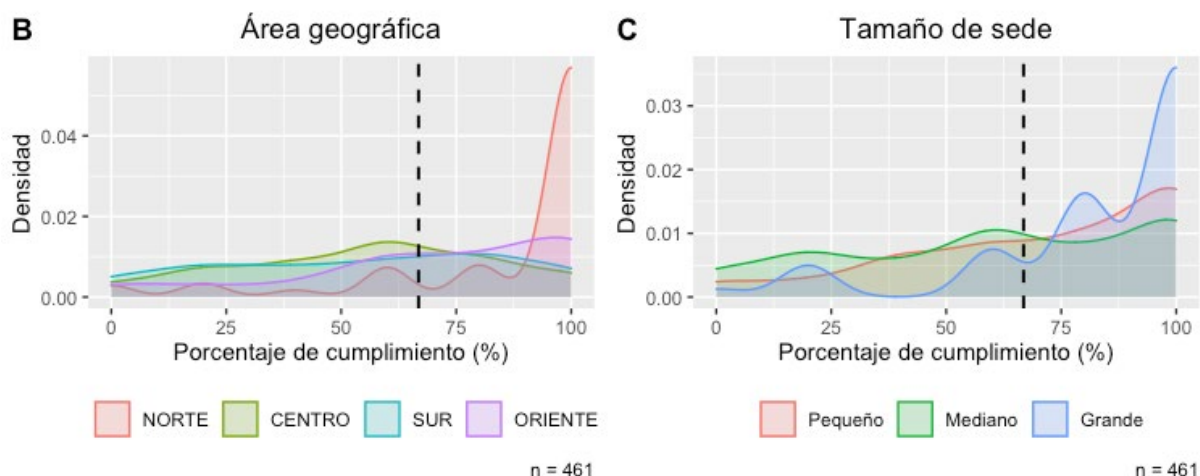 B
Área geográfica
Densidad
0.04
0.02
0.00
0
25
50
75
100
Porcentaje de cumplimiento (%)
NORTE
CENTRO
SUR
ORIENTE
n = 461
C
Tamaño de sede
Densidad
0.03
0.02
0.01
0.00
0
25
50
75
100
Porcentaje de cumplimiento (%)
Pequeño
Mediano
Grande
n = 461